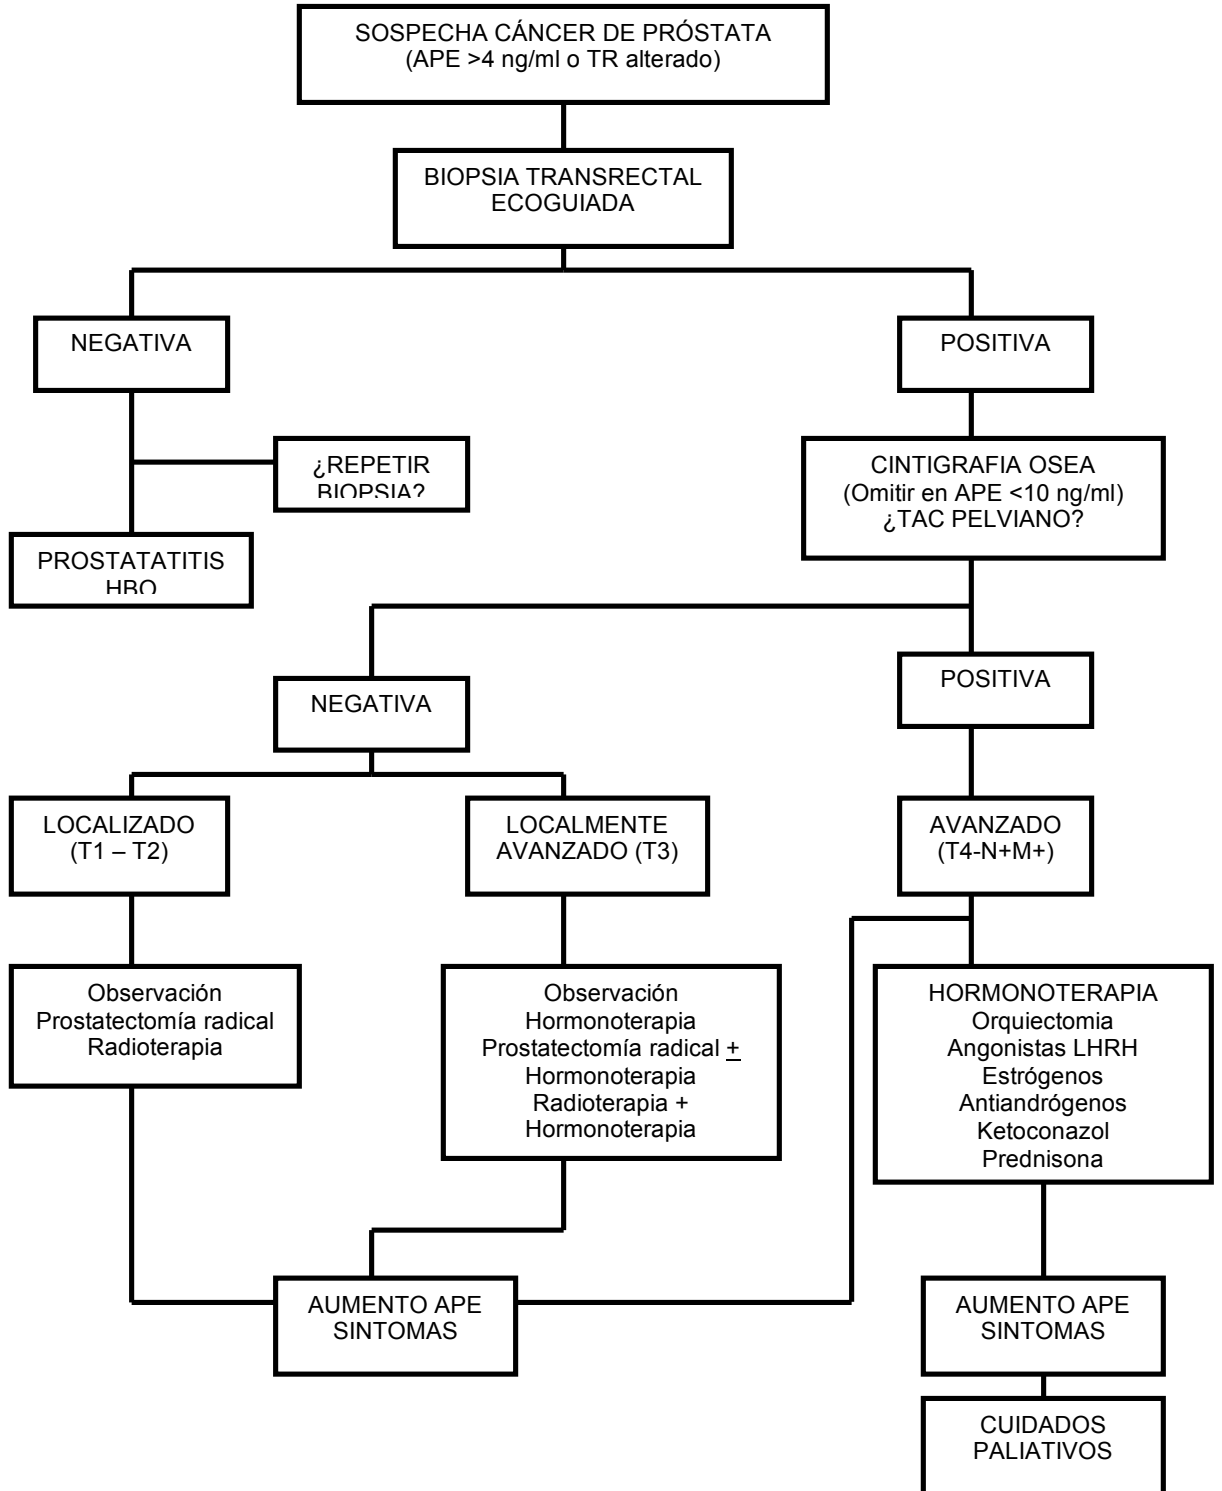 SOSPECHA CÁNCER DE PRÓSTATA
(APE >4 ng/ml o TR alterado)
BIOPSIA TRANSRECTAL
ECOGUIADA
NEGATIVA
POSITIVA
¿REPETIR
BIOPSIA?
CINTIGRAFIA OSEA
(Omitir en APE <10 ng/ml)
¿TAC PELVIANO?
PROSTATATITIS
HBO
NEGATIVA
POSITIVA
LOCALIZADO
(T1 – T2)
LOCALMENTE
AVANZADO (T3)
AVANZADO
(T4-N+M+)
Observación
Prostatectomía radical
Radioterapia
Observación
Hormonoterapia
Prostatectomía radical +
Hormonoterapia
Radioterapia +
Hormonoterapia
HORMONOTERAPIA
Orquiectomia
Angonistas LHRH
Estrógenos
Antiandrógenos
Ketoconazol
Prednisona
AUMENTO APE
SINTOMAS
AUMENTO APE
SINTOMAS
CUIDADOS
PALIATIVOS